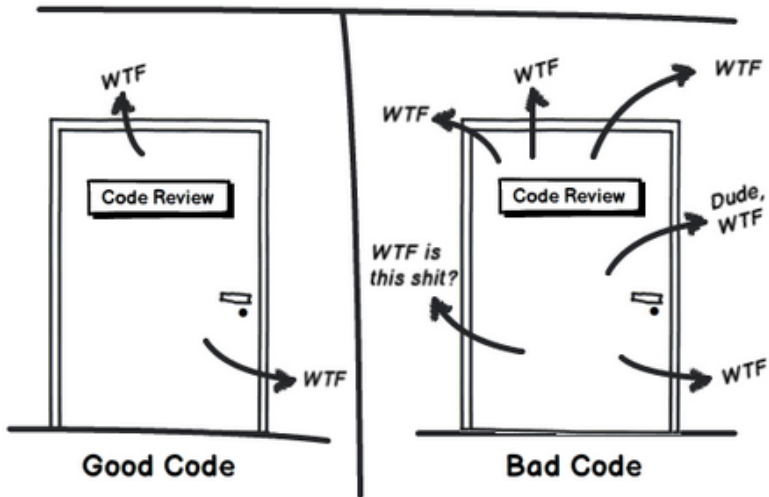 WTF
Code Review
WTF
Good Code
WTF
WTF
WTF
Code Review
Dude,
WTF
WTF is
this shit?
WTF
Bad Code